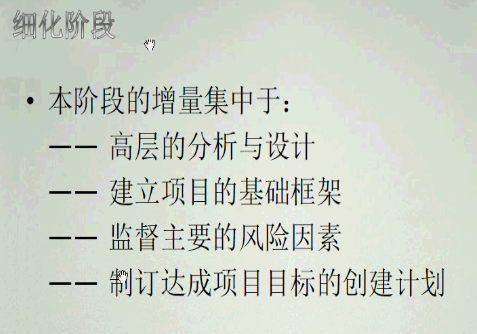 细化阶段
• 本阶段的增量集中于：
—— 高层的分析与设计
—— 建立项目的基础框架
—— 监督主要的风险因素
—— 制订达成项目目标的创建计划